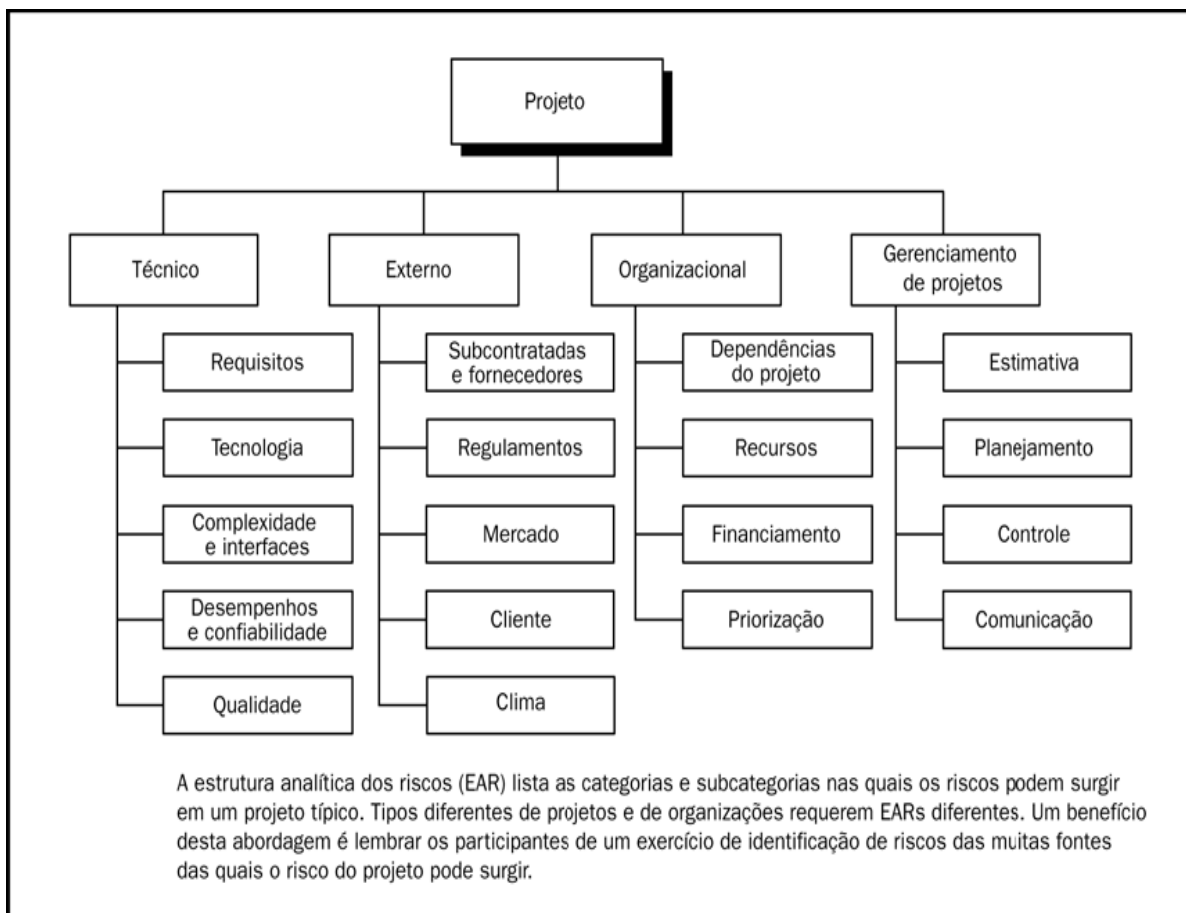 Projeto
Técnico
Externo
Organizacional
Gerenciamento
de projetos
Requisitos
Subcontratadas
e fornecedores
Dependências
do projeto
Estimativa
Tecnologia
Regulamentos
Recursos
Planejamento
Complexidade
e interfaces
Mercado
Financiamento
Controle
Desempenhos
e confiabilidade
Cliente
Priorização
Comunicação
Qualidade
Clima
A estrutura analítica dos riscos (EAR) lista as categorias e subcategorias nas quais os riscos podem surgir
em um projeto típico. Tipos diferentes de projetos e de organizações requerem EARs diferentes. Um benefício
desta abordagem é lembrar os participantes de um exercício de identificação de riscos das muitas fontes
das quais o risco do projeto pode surgir.